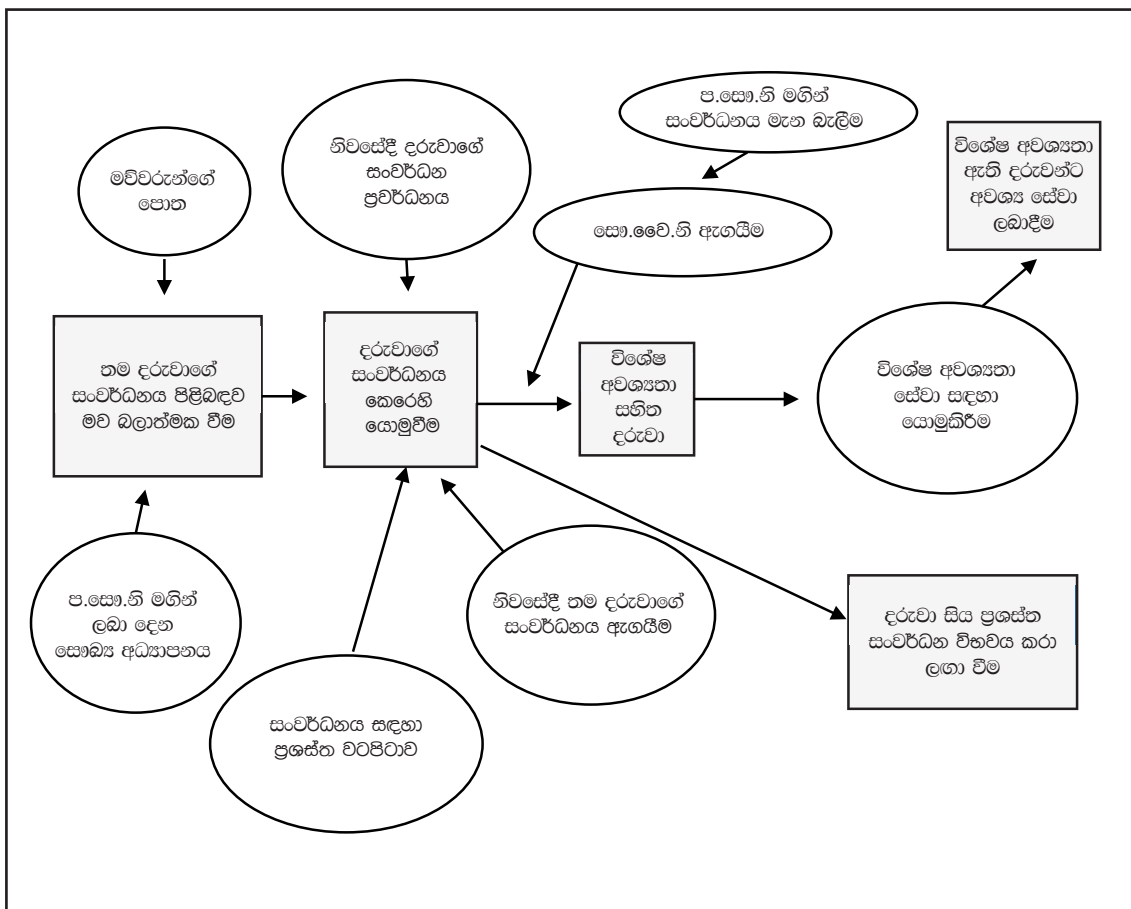 ප.සෞ.නි මගින්
සංවර්ධනය මැන බැලීම
නිවසේදී දරුවාගේ
සංවර්ධන
ප්‍රවර්ධනය
විශේෂ අවශ්‍යතා
ඇති දරුවන්ට
අවශ්‍ය සේවා
ලබාදීම
මව්වරුන්ගේ
පොත
සෞ.වෛ.නි ඇගයීම
තම දරුවාගේ
සංවර්ධනය පිළිබඳව
මව බලාත්මක වීම
දරුවාගේ
සංවර්ධනය
කෙරෙහි
යොමුවීම
විශේෂ
අවශ්‍යතා
සහිත
දරුවා
විශේෂ අවශ්‍යතා
සේවා සඳහා
යොමුකිරීම
ප.සෞ.නි මගින්
ලබා දෙන
සෞඛ්‍ය අධ්‍යාපනය
නිවසේදී තම දරුවාගේ
සංවර්ධනය ඇගයීම
දරුවා සිය ප්‍රශස්ත
සංවර්ධන විභවය කරා
ලඟා වීම
සංවර්ධනය සඳහා
ප්‍රශස්ත වටපිටාව